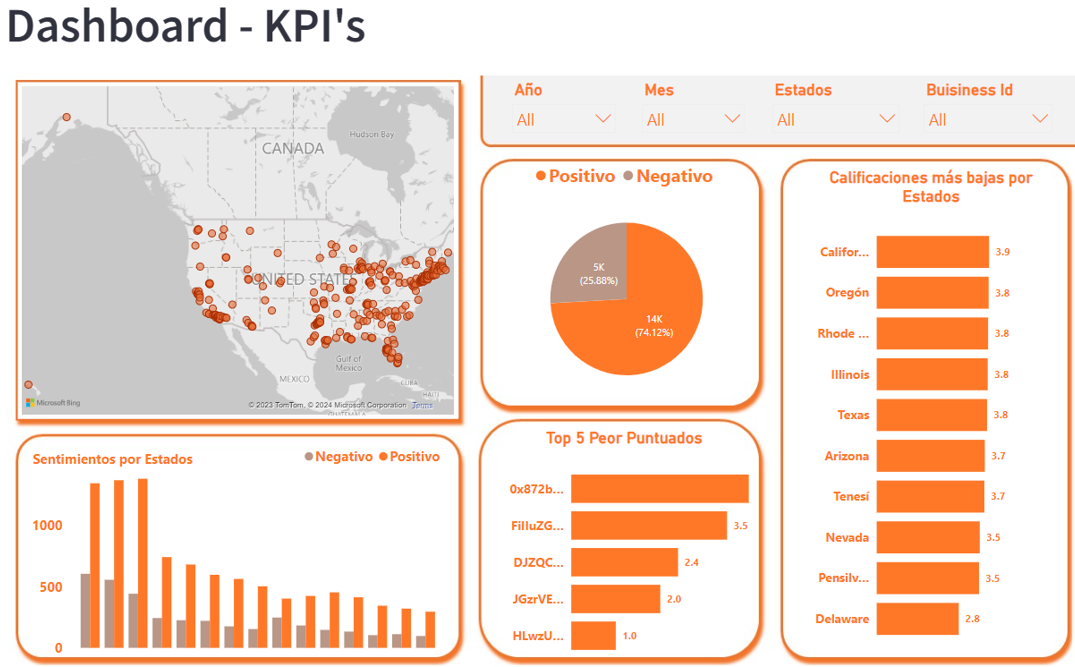 Dashboard - KPI's
Año
Mes
Estados
Buisiness Id
All
All
All
All
CANADA
Hudson Bay
UNITED STATE
Gulf of
Mexico
MEXICO
CUBA
HAITI
GUATEMALA
Microsoft Bing
© 2023 TomTom, © 2024 Microsoft Corporation Terms
Positivo Negativo
5K
(25.88%)
14K
(74.12%)
Calificaciones más bajas por
Estados
Califor... 3.9
Oregón 3.8
Rhode ... 3.8
Illinois 3.8
Texas 3.8
Arizona 3.7
Tenesí 3.7
Nevada 3.5
Pensilv... 3.5
Delaware 2.8
Sentimientos por Estados
Negativo Positivo
1000
500
0
Top 5 Peor Puntuados
0x872b...
FilluZG... 3.5
DJZQC... 2.4
JGzrVE... 2.0
HLwzU... 1.0